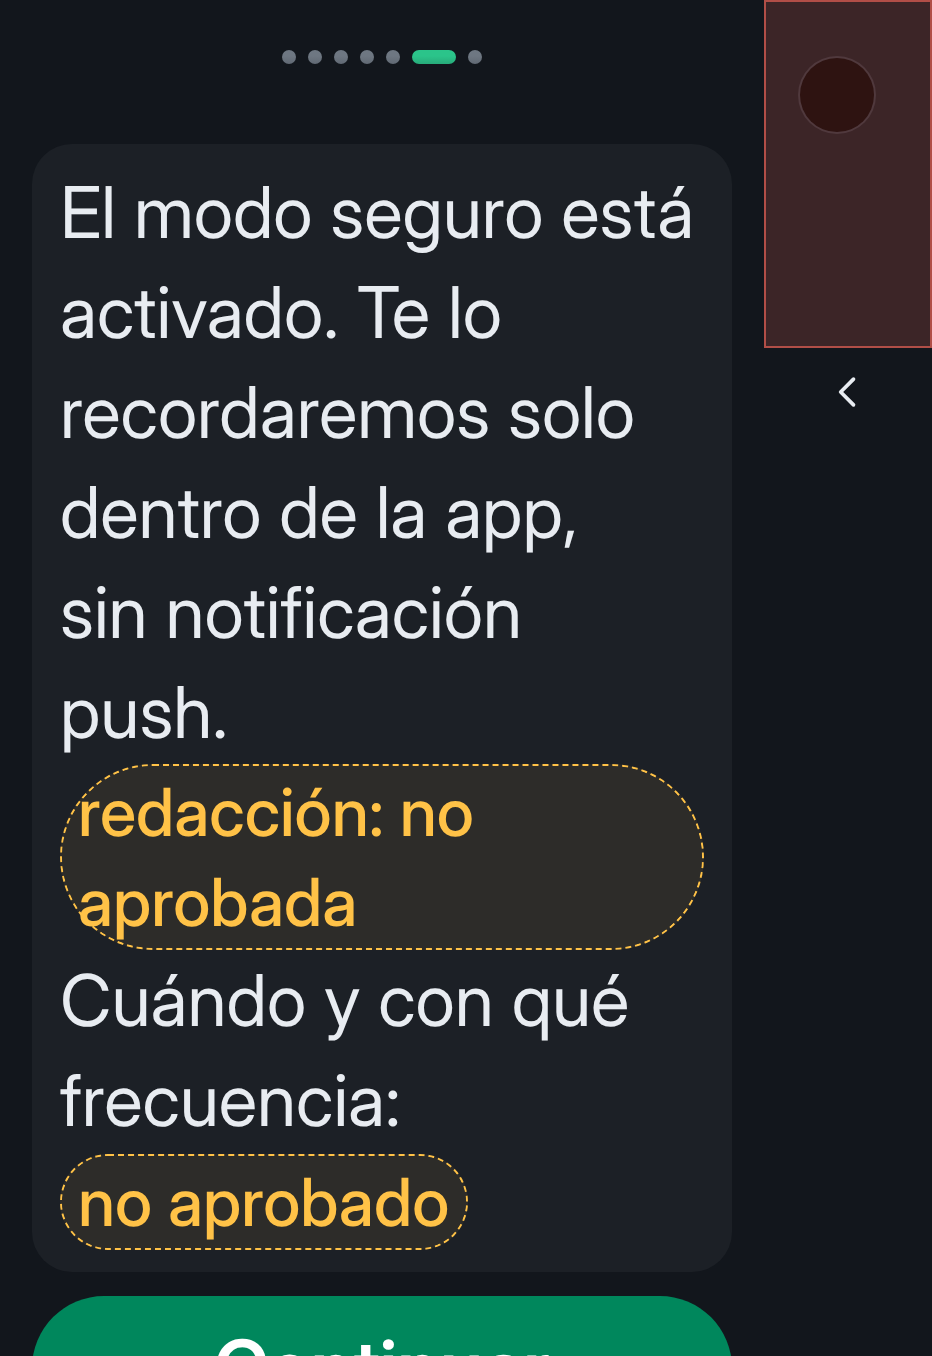 El modo seguro está
activado. Te lo
recordaremos solo
dentro de la app,
sin notificación
push.
redacción: no
aprobada
Cuándo y con qué
frecuencia:
no aprobado
Continuar